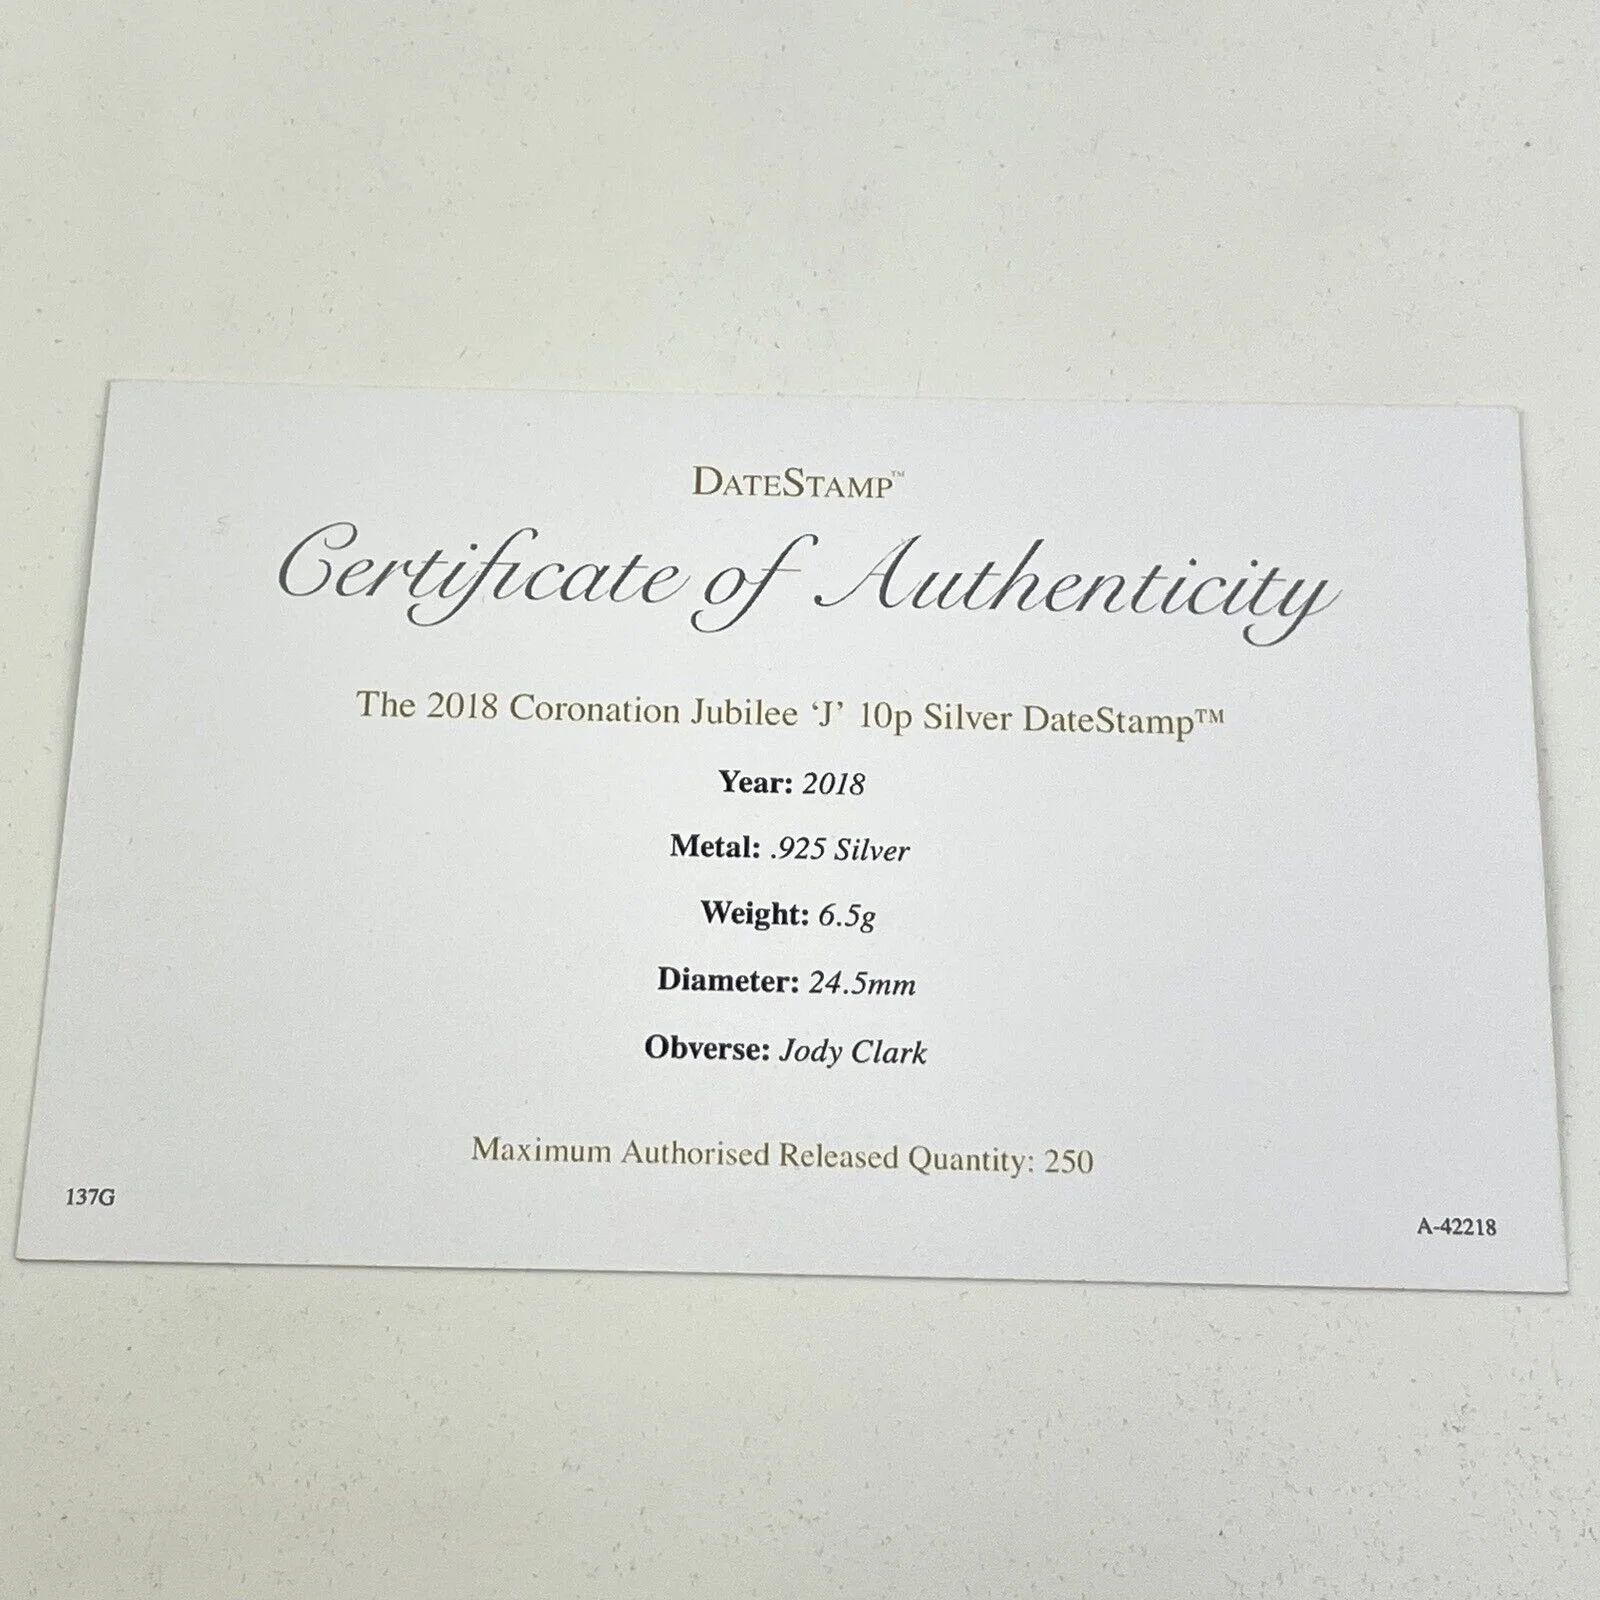 DATESTAMP™
Certificate of Authenticity
The 2018 Coronation Jubilee ‘J’ 10p Silver DateStamp™
Year: 2018
Metal: .925 Silver
Weight: 6.5g
Diameter: 24.5mm
Obverse: Jody Clark
Maximum Authorised Released Quantity: 250
137G
A-42218